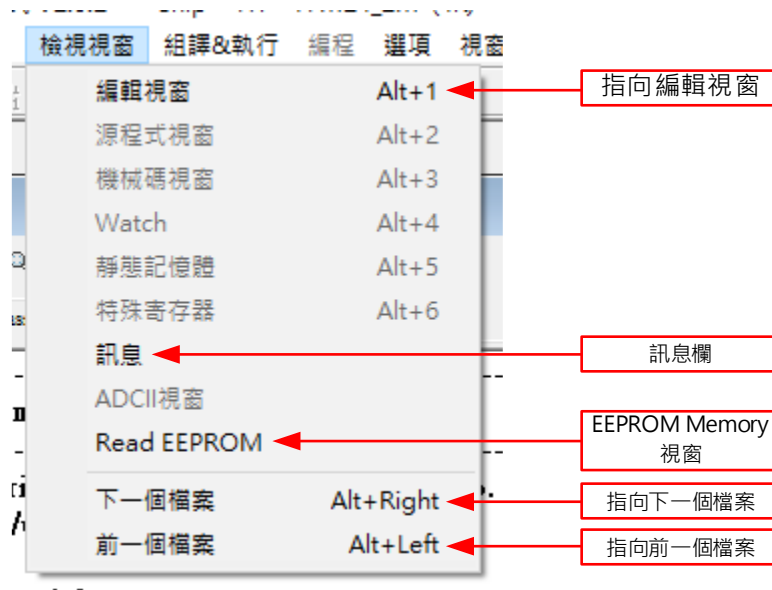 檢視視窗 組譯&執行 編程 選項 視窗
編輯視窗 Alt+1 指向編輯視窗
源程式視窗 Alt+2
機械碼視窗 Alt+3
Watch Alt+4
靜態記憶體 Alt+5
特殊寄存器 Alt+6
訊息 訊息欄
ADCII視窗
Read EEPROM EEPROM Memory
視窗
下一個檔案 Alt+Right 指向下一個檔案
前一個檔案 Alt+Left 指向前一個檔案